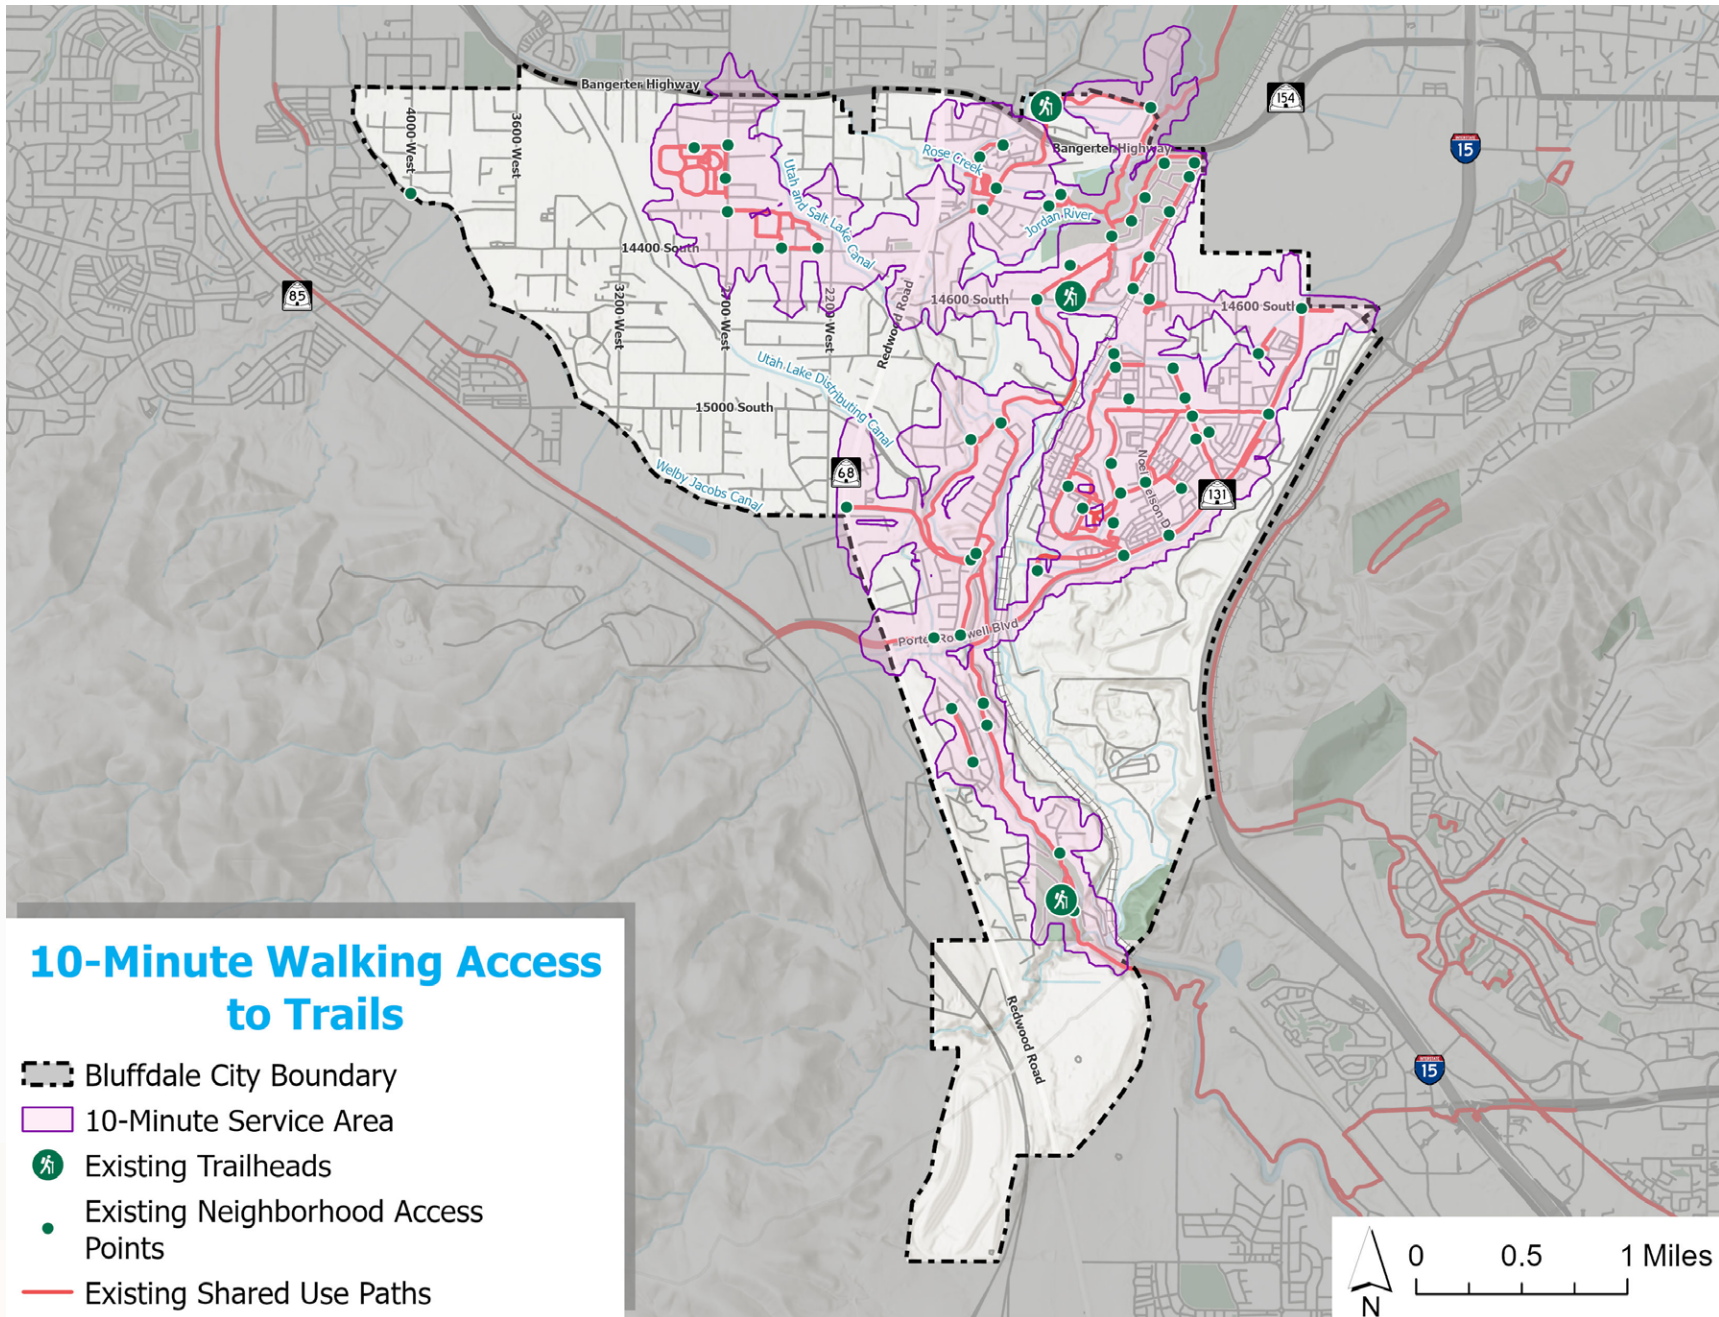 Bangerter Highway
154
15
4000 West
3600 West
Rose Creek
Bangerter Highway
Utah and Salt Lake Canal
Jordan River
14400 South
85
3200 West
2700 West
2200 West
Redwood Road
14600 South
14600 South
Utah Lake Distributing Canal
15000 South
68
Welby Jacobs Canal
131
Redwood Road
15
10-Minute Walking Access
to Trails
Bluffdale City Boundary
10-Minute Service Area
Existing Trailheads
Existing Neighborhood Access
Points
Existing Shared Use Paths
0 0.5 1 Miles
N